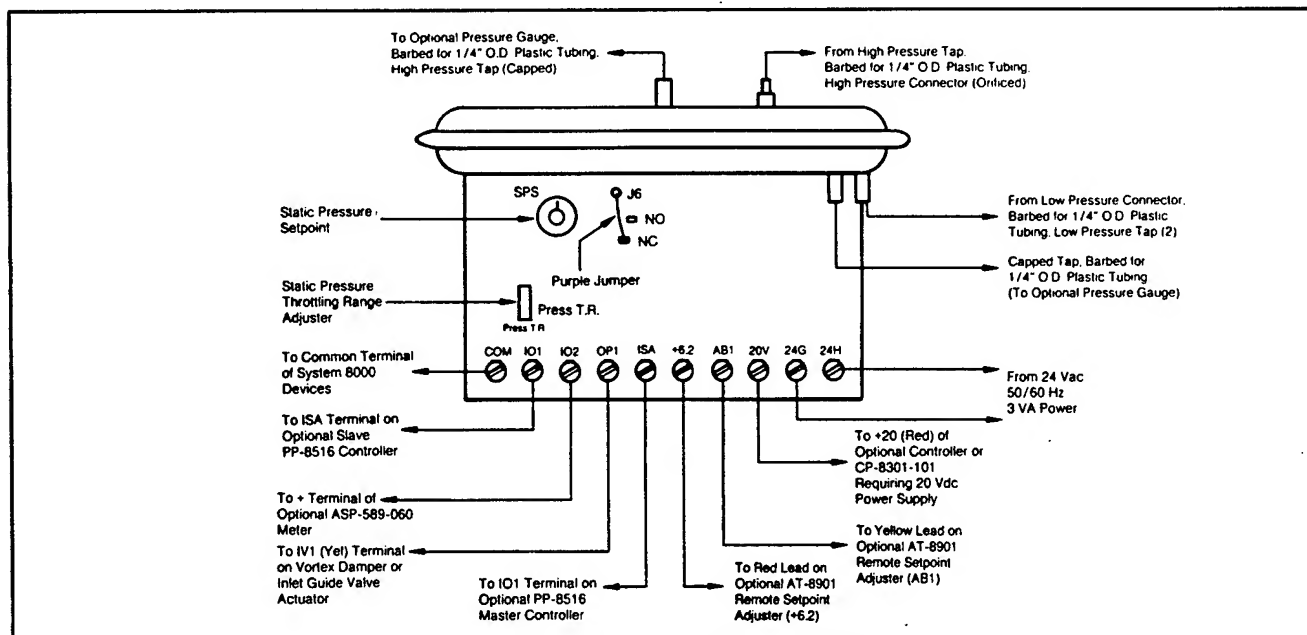 To Optional Pressure Gauge,
Barbed for 1/4" O.D. Plastic Tubing,
High Pressure Tap (Capped)
From High Pressure Tap,
Barbed for 1/4" O D Plastic Tubing,
High Pressure Connector (Orificed)
SPS
J6
NO
NC
Static Pressure
Setpoint
Purple Jumper
From Low Pressure Connector,
Barbed for 1/4" O D Plastic
Tubing, Low Pressure Tap (2)
Capped Tap, Barbed for
1/4" O D Plastic Tubing
(To Optional Pressure Gauge)
Static Pressure
Throttling Range
Adjuster
Press T.R.
Press T.R
COM IO1 IO2 OP1 ISA +6.2 AB1 20V 24G 24H
To Common Terminal
of System 8000
Devices
From 24 Vac
50/60 Hz
3 VA Power
To ISA Terminal on
Optional Slave
PP-8516 Controller
To +20 (Red) of
Optional Controller or
CP-8301-101
Requiring 20 Vdc
Power Supply
To + Terminal of
Optional ASP-589-060
Meter
To Yellow Lead on
Optional AT-8901
Remote Setpoint
Adjuster (AB1)
To IV1 (Yel) Terminal
on Vortex Damper or
Inlet Guide Valve
Actuator
To IO1 Terminal on
Optional PP-8516
Master Controller
To Red Lead on
Optional AT-8901
Remote Setpoint
Adjuster (+6.2)